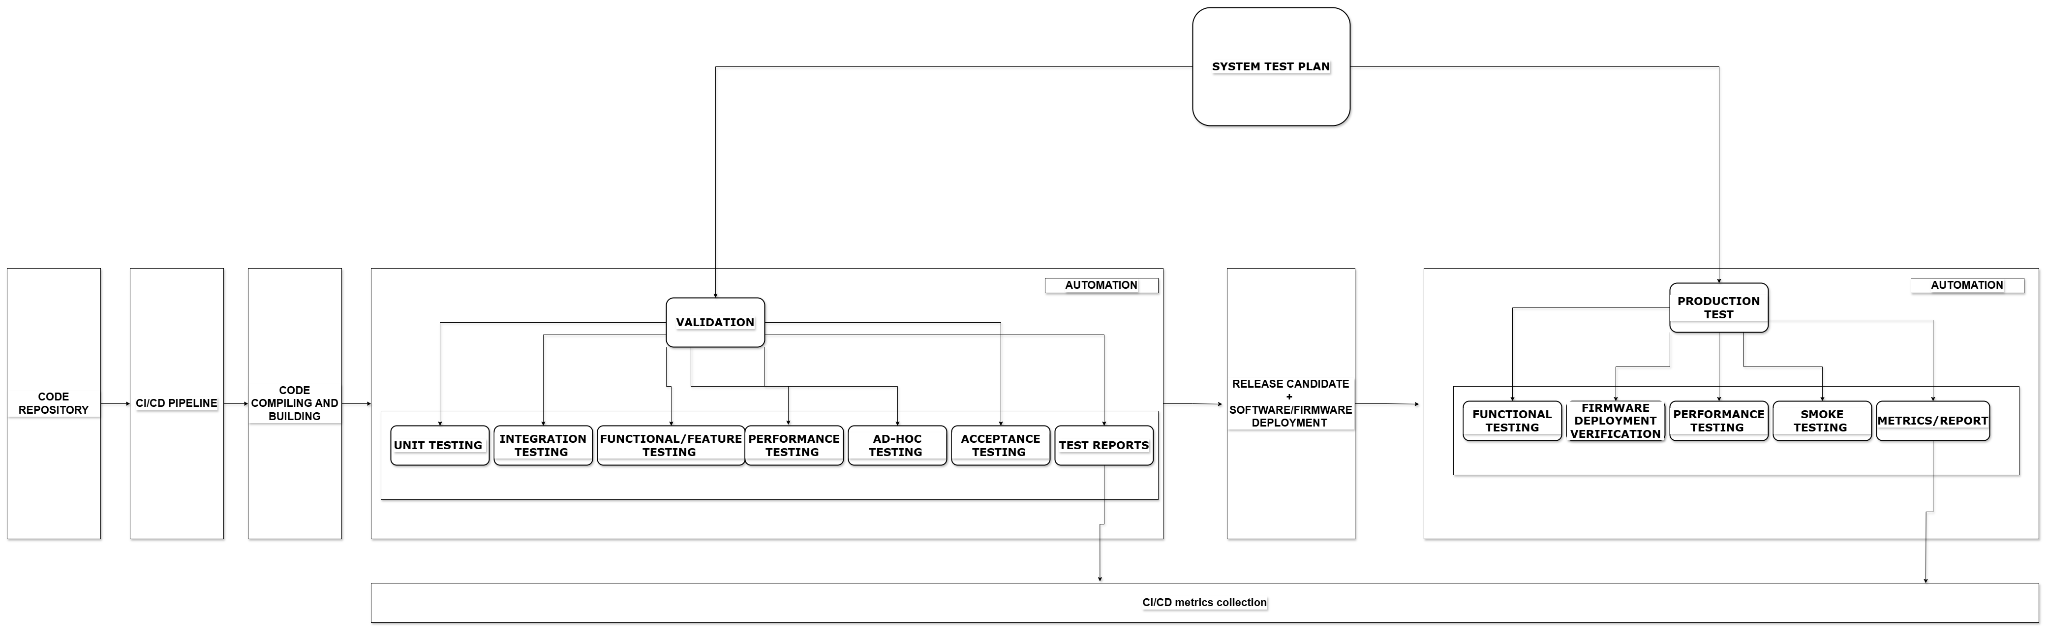 SYSTEM TEST PLAN
CODE
REPOSITORY
CI/CD PIPELINE
CODE
COMPILING AND
BUILDING
AUTOMATION
VALIDATION
UNIT TESTING
INTEGRATION
TESTING
FUNCTIONAL/FEATURE
TESTING
PERFORMANCE
TESTING
AD-HOC
TESTING
ACCEPTANCE
TESTING
TEST REPORTS
RELEASE CANDIDATE
+
SOFTWARE/FIRMWARE
DEPLOYMENT
AUTOMATION
PRODUCTION
TEST
FUNCTIONAL
TESTING
FIRMWARE
DEPLOYMENT
VERIFICATION
PERFORMANCE
TESTING
SMOKE
TESTING
METRICS/REPORT
CI/CD metrics collection